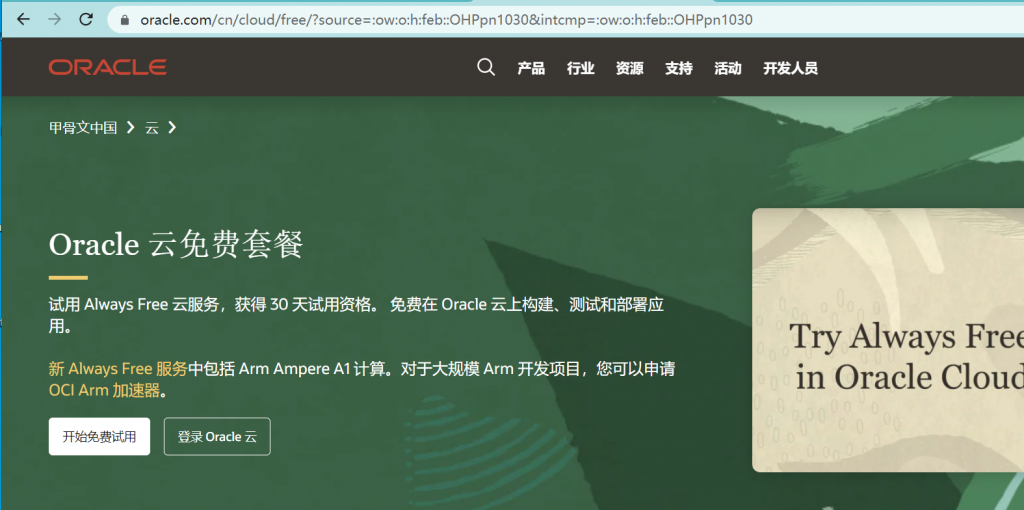 oracle.com/cn/cloud/free/?source=:ow:o:h:feb::OHPpn1030&intcmp=:ow:o:h:feb::OHPpn1030
ORACLE
产品 行业 资源 支持 活动 开发人员
甲骨文中国 云
Oracle 云免费套餐
试用 Always Free 云服务，获得 30 天试用资格。 免费在 Oracle 云上构建、测试和部署应
用。
新 Always Free 服务中包括 Arm Ampere A1 计算。对于大规模 Arm 开发项目，您可以申请
OCI Arm 加速器。
开始免费试用 登录 Oracle 云
Try Always Free
in Oracle Cloud